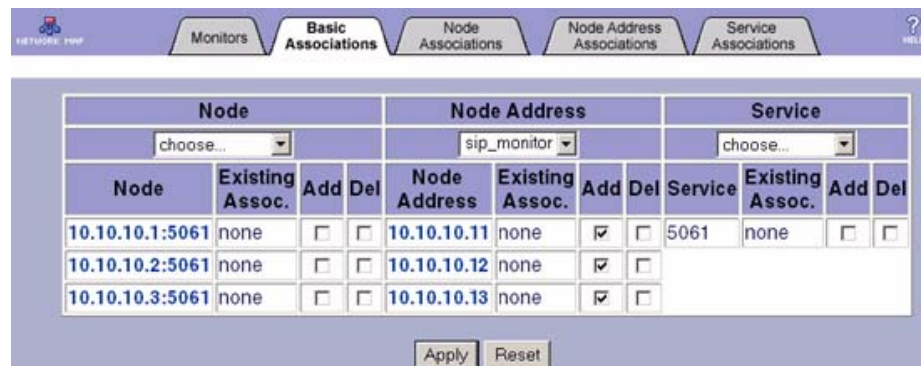 NETWORK MAP
Monitors
Basic Associations
Node Associations
Node Address Associations
Service Associations
?
HELP
Node Node Address Service
choose... sip_monitor choose...
Node Existing Assoc. Add Del Node Address Existing Assoc. Add Del Service Existing Assoc. Add Del
10.10.10.1:5061 none 10.10.10.11 none 5061 none
10.10.10.2:5061 none 10.10.10.12 none
10.10.10.3:5061 none 10.10.10.13 none
Apply Reset